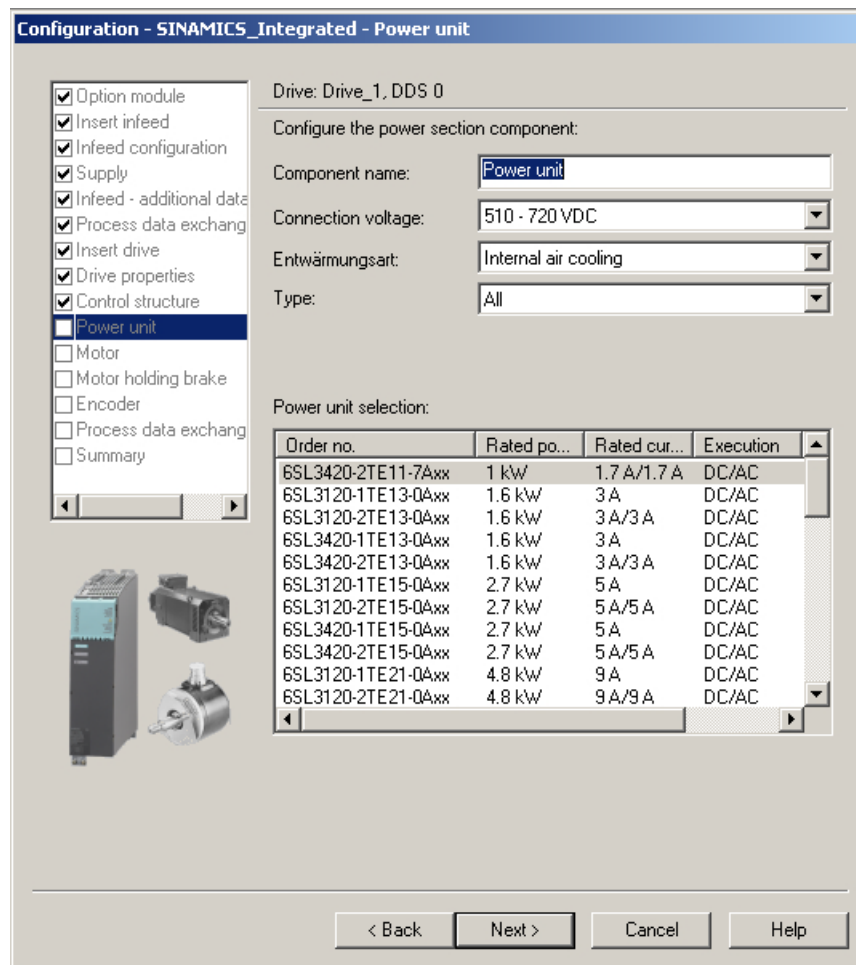 Configuration - SINAMICS_Integrated - Power unit
Option module
Insert infeed
Infeed configuration
Supply
Infeed - additional data
Process data exchang
Insert drive
Drive properties
Control structure
Power unit
Motor
Motor holding brake
Encoder
Process data exchang
Summary
Drive: Drive_1, DDS 0
Configure the power section component:
Component name: Power unit
Connection voltage: 510 - 720 VDC
Entwärmungsart: Internal air cooling
Type: All
Power unit selection:
Order no. Rated po... Rated cur... Execution
6SL3420-2TE11-7Axx 1 kW 1.7 A/1.7 A DC/AC
6SL3120-1TE13-0Axx 1.6 kW 3 A DC/AC
6SL3120-2TE13-0Axx 1.6 kW 3 A/3 A DC/AC
6SL3420-1TE13-0Axx 1.6 kW 3 A DC/AC
6SL3420-2TE13-0Axx 1.6 kW 3 A/3 A DC/AC
6SL3120-1TE15-0Axx 2.7 kW 5 A DC/AC
6SL3120-2TE15-0Axx 2.7 kW 5 A/5 A DC/AC
6SL3420-1TE15-0Axx 2.7 kW 5 A DC/AC
6SL3420-2TE15-0Axx 2.7 kW 5 A/5 A DC/AC
6SL3120-1TE21-0Axx 4.8 kW 9 A DC/AC
6SL3120-2TE21-0Axx 4.8 kW 9 A/9 A DC/AC
< Back Next > Cancel Help